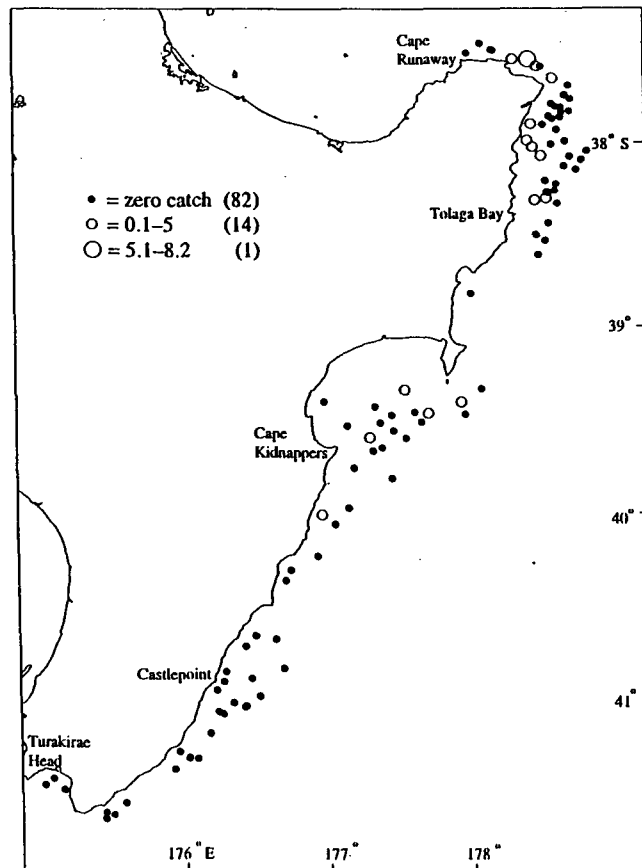 Cape
Runaway
38° S
● = zero catch (82)
○ = 0.1–5 (14)
◯ = 5.1–8.2 (1)
Tolaga Bay
39°
Cape
Kidnappers
40°
Castlepoint
41°
Turakirae
Head
176° E
177°
178°